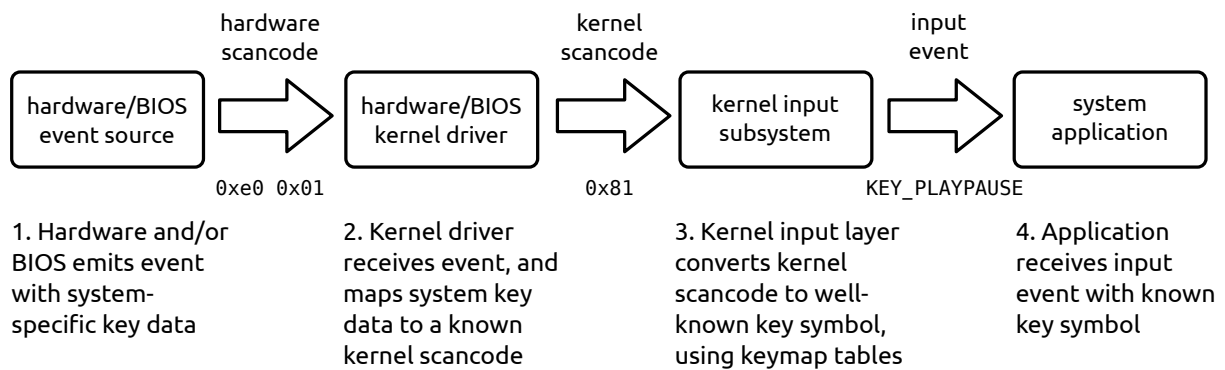 hardware
scancode
kernel
scancode
input
event
hardware/BIOS
event source
hardware/BIOS
kernel driver
kernel input
subsystem
system
application
0xe0 0x01
0x81
KEY_PLAYPAUSE
1. Hardware and/or
BIOS emits event
with system-
specific key data
2. Kernel driver
receives event, and
maps system key
data to a known
kernel scancode
3. Kernel input layer
converts kernel
scancode to well-
known key symbol,
using keymap tables
4. Application
receives input
event with known
key symbol